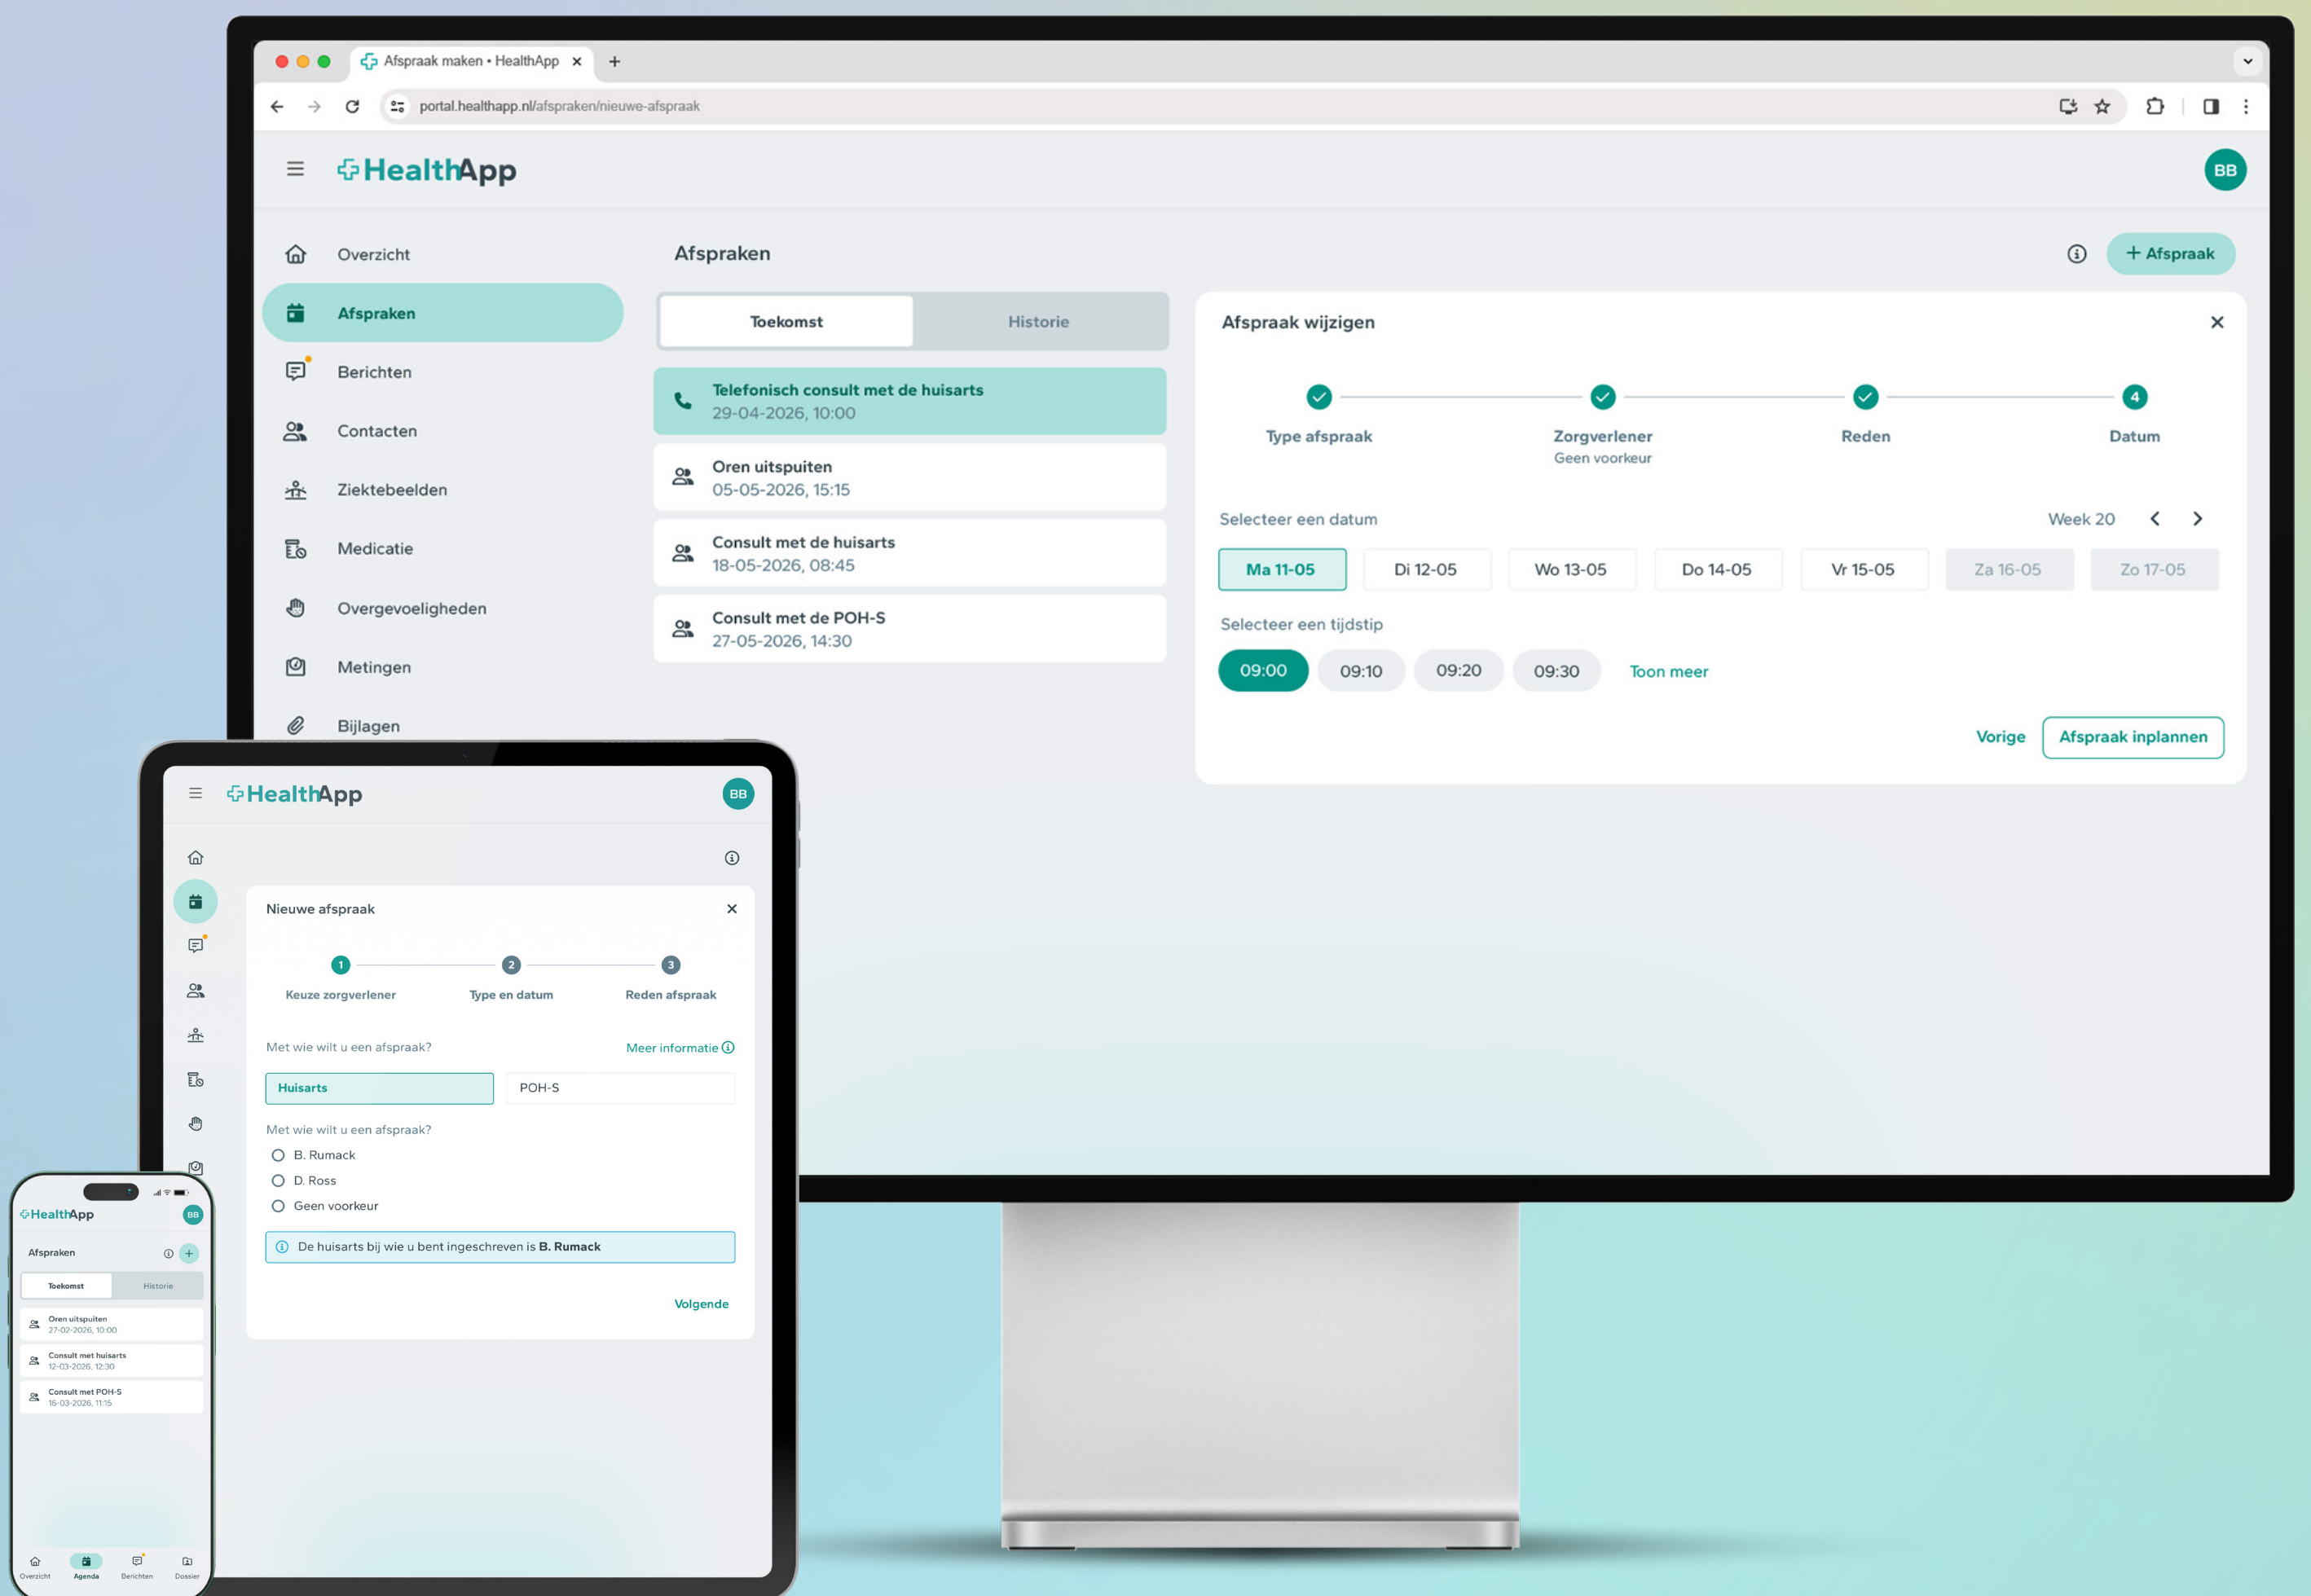 Afspraak maken • HealthApp
portal.healthapp.nl/afspraken/nieuwe-afspraak
HealthApp
BB
Overzicht
Afspraken
Berichten
Contacten
Ziektebeelden
Medicatie
Overgevoeligheden
Metingen
Bijlagen
Afspraken
+ Afspraak
Toekomst
Historie
Telefonisch consult met de huisarts
29-04-2026, 10:00
Oren uitspuiten
05-05-2026, 15:15
Consult met de huisarts
18-05-2026, 08:45
Consult met de POH-S
27-05-2026, 14:30
Afspraak wijzigen
4
Type afspraak
Zorgverlener
Reden
Datum
Geen voorkeur
Selecteer een datum
Week 20
Ma 11-05
Di 12-05
Wo 13-05
Do 14-05
Vr 15-05
Za 16-05
Zo 17-05
Selecteer een tijdstip
09:00
09:10
09:20
09:30
Toon meer
Vorige
Afspraak inplannen
HealthApp
BB
Nieuwe afspraak
1
2
3
Keuze zorgverlener
Type en datum
Reden afspraak
Met wie wilt u een afspraak?
Meer informatie
Huisarts
POH-S
Met wie wilt u een afspraak?
B. Rumack
D. Ross
Geen voorkeur
De huisarts bij wie u bent ingeschreven is B. Rumack
Volgende
HealthApp
BB
Afspraken
Toekomst
Historie
Oren uitspuiten
27-02-2026, 10:00
Consult met huisarts
12-03-2026, 12:30
Consult met POH-S
16-03-2026, 11:15
Overzicht
Agenda
Berichten
Dossier